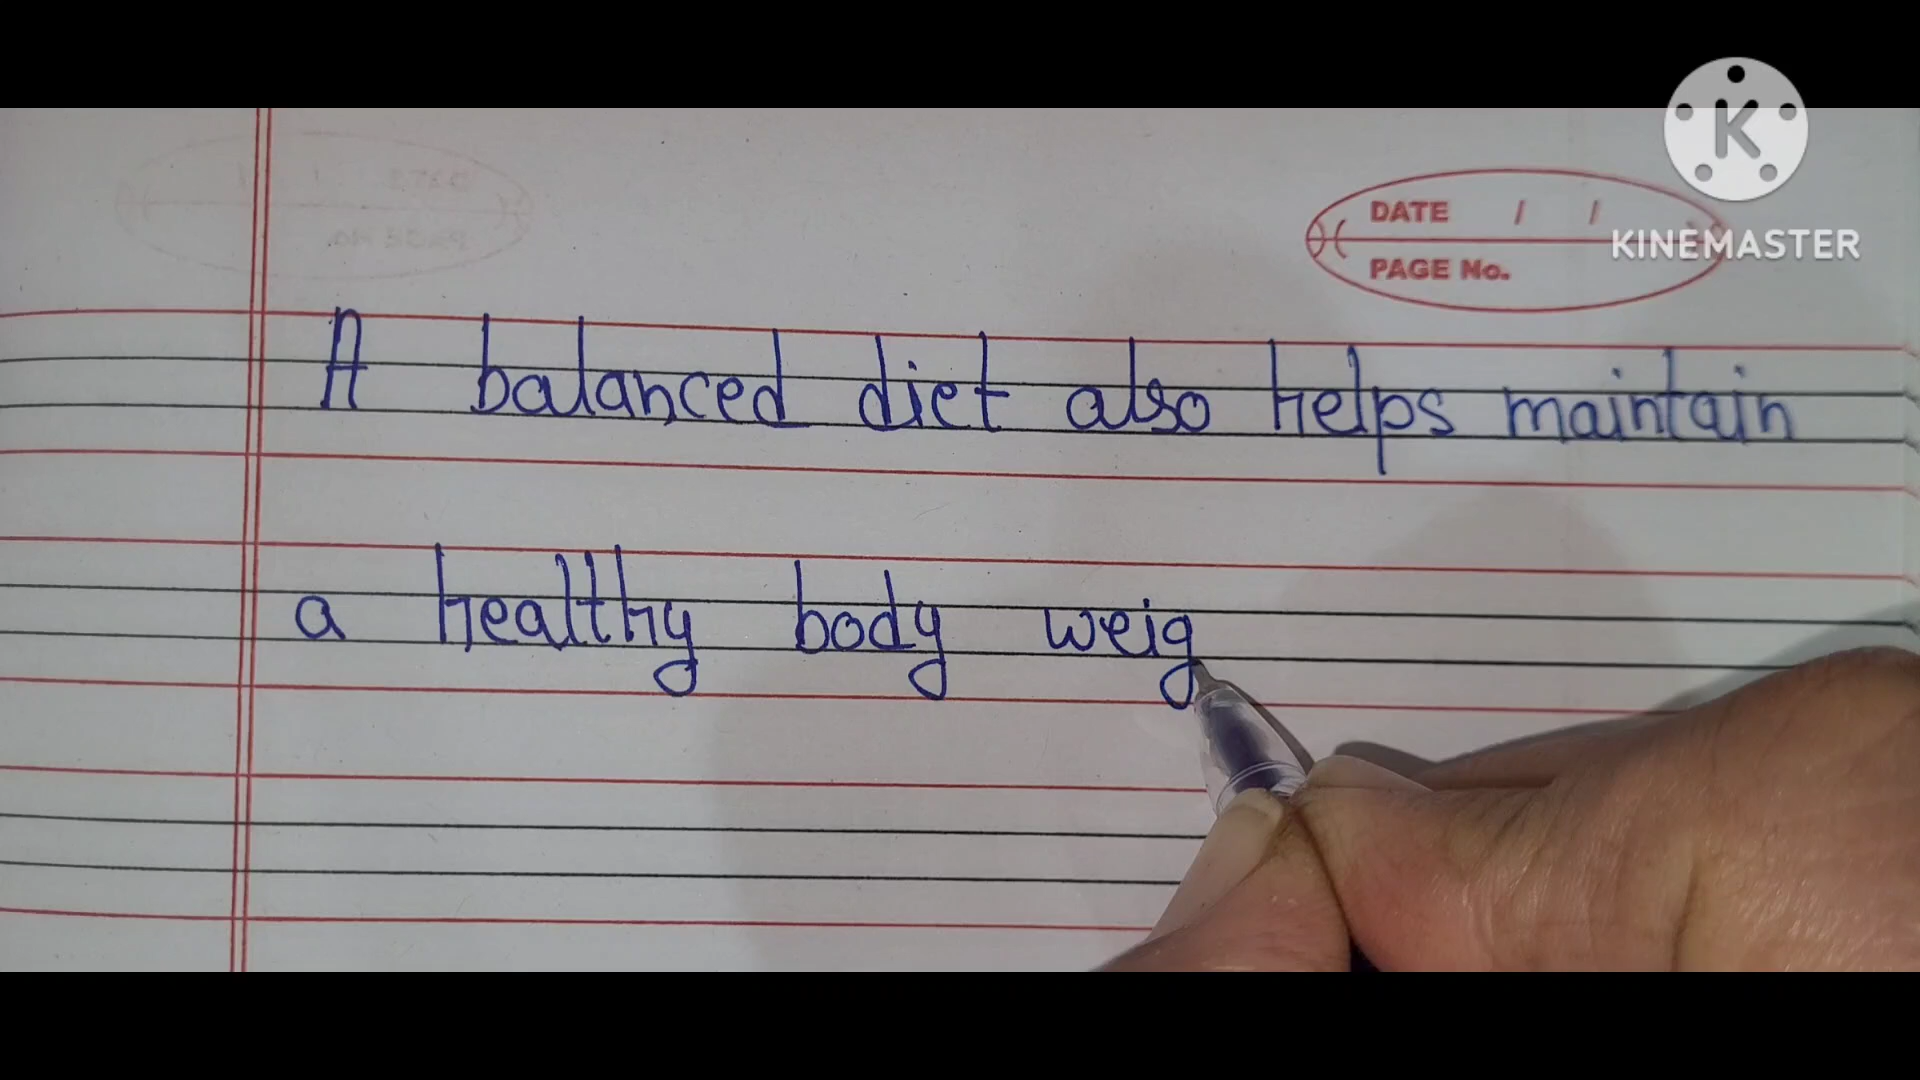 KINEMASTER
DATE / /
PAGE No.
A balanced diet also helps maintain
a healthy body weig